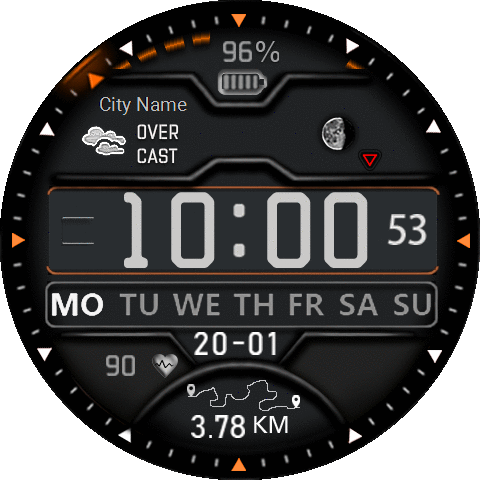 96%
City Name
OVER
CAST
10:00 53
MO TU WE TH FR SA SU
20-01
90
3.78 KM